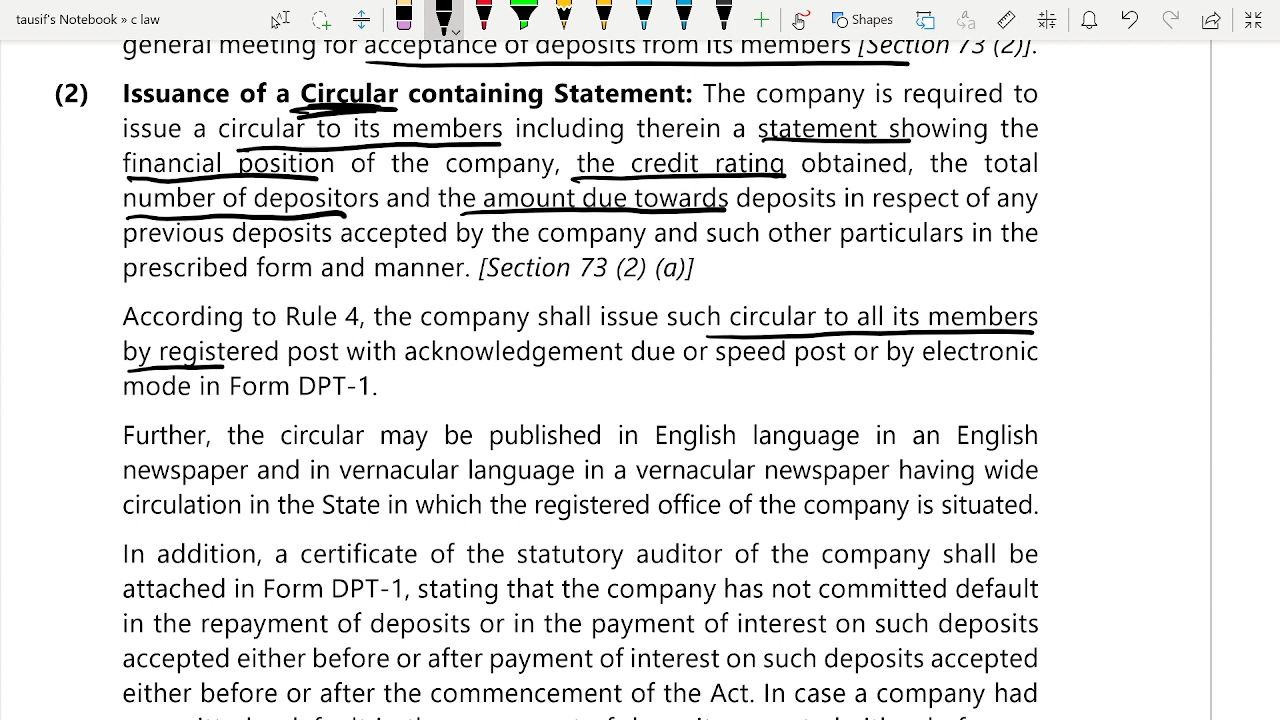 tausif's Notebook » c law
Shapes
general meeting for acceptance of deposits from its members [Section 73 (2)].
(2) Issuance of a Circular containing Statement: The company is required to
issue a circular to its members including therein a statement showing the
financial position of the company, the credit rating obtained, the total
number of depositors and the amount due towards deposits in respect of any
previous deposits accepted by the company and such other particulars in the
prescribed form and manner. [Section 73 (2) (a)]
According to Rule 4, the company shall issue such circular to all its members
by registered post with acknowledgement due or speed post or by electronic
mode in Form DPT-1.
Further, the circular may be published in English language in an English
newspaper and in vernacular language in a vernacular newspaper having wide
circulation in the State in which the registered office of the company is situated.
In addition, a certificate of the statutory auditor of the company shall be
attached in Form DPT-1, stating that the company has not committed default
in the repayment of deposits or in the payment of interest on such deposits
accepted either before or after payment of interest on such deposits accepted
either before or after the commencement of the Act. In case a company had